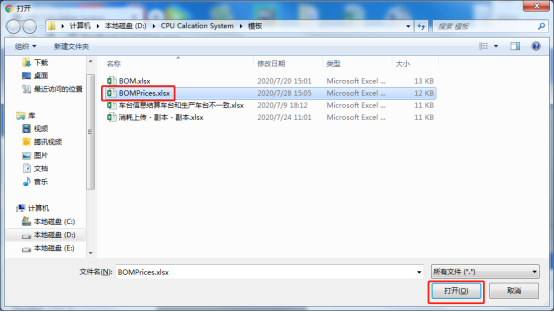 打开
计算机 ▸ 本地磁盘 (D:) ▸ CPU Calcation System ▸ 模板
搜索 模板
组织 新建文件夹
下载
桌面
最近访问的位置
库
视频
腾讯视频
图片
文档
音乐
计算机
本地磁盘 (C:)
本地磁盘 (D:)
本地磁盘 (E:)
名称 修改日期 类型 大小
BOM.xlsx 2020/7/20 15:01 Microsoft Excel ... 13 KB
BOMPrices.xlsx 2020/7/28 15:05 Microsoft Excel ... 12 KB
车台信息结算车台和生产车台不一致.xlsx 2020/7/9 18:12 Microsoft Excel ... 11 KB
消耗上传 - 副本 - 副本.xlsx 2020/7/24 11:01 Microsoft Excel ... 11 KB
文件名(N): BOMPrices.xlsx 所有文件 (*.*)
打开(O) 取消